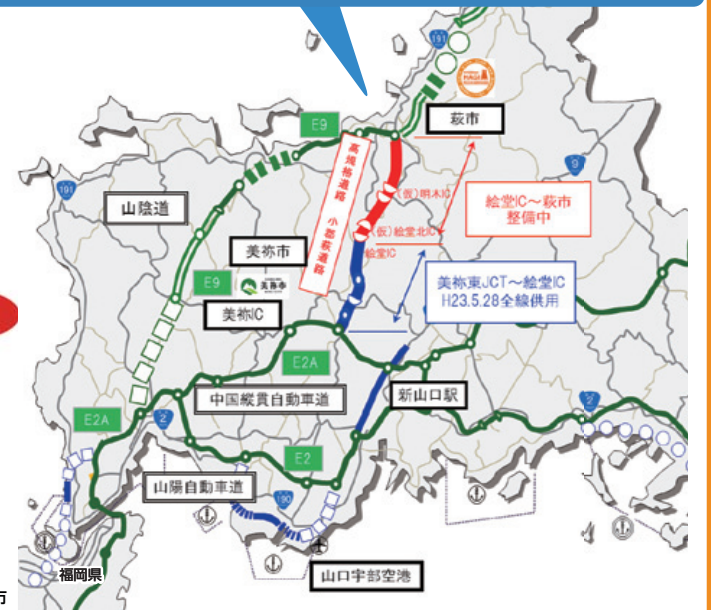 191
萩市
E9
高規格道路 小郡萩道路
9
191
山陰道
(仮)明木IC
絵堂IC～萩市
整備中
(仮)絵堂北IC
美祢市
絵堂IC
E9
美祢市
美祢東JCT～絵堂IC
H23.5.28全線供用
美祢IC
E2A
中国縦貫自動車道
新山口駅
2
E2A
2
E2
山陽自動車道
190
福岡県
山口宇部空港
市